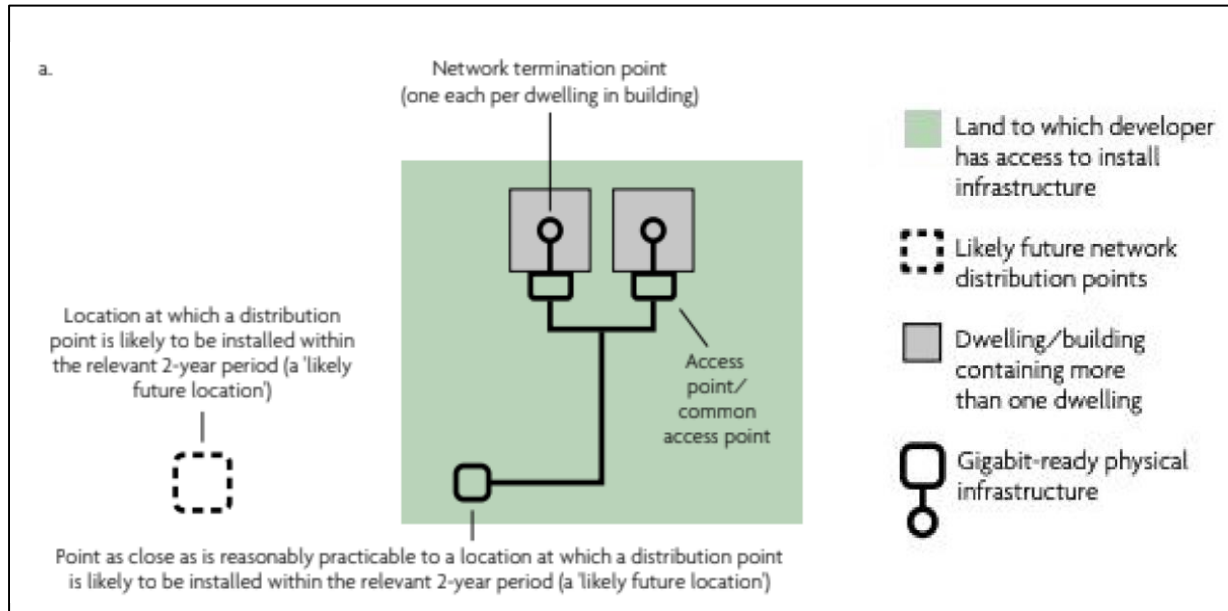 a.
Network termination point
(one each per dwelling in building)
Land to which developer
has access to install
infrastructure
Likely future network
distribution points
Location at which a distribution
point is likely to be installed within
the relevant 2-year period (a 'likely
future location')
Access
point/
common
access point
Dwelling/building
containing more
than one dwelling
Gigabit-ready physical
infrastructure
Point as close as is reasonably practicable to a location at which a distribution point
is likely to be installed within the relevant 2-year period (a 'likely future location')